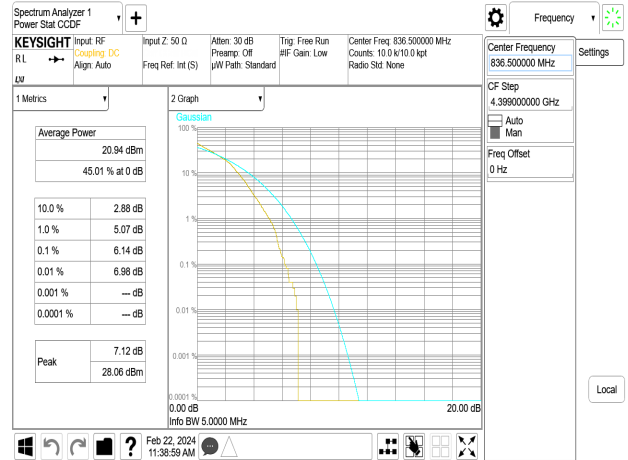 Spectrum Analyzer 1
Power Stat CCDF
Frequency
KEYSIGHT
RL
LXI
Input: RF
Coupling: DC
Align: Auto
Input Z: 50 Ω
Freq Ref: Int (S)
Atten: 30 dB
Preamp: Off
µW Path: Standard
Trig: Free Run
#IF Gain: Low
Center Freq: 836.500000 MHz
Counts: 10.0 k/10.0 kpt
Radio Std: None
Center Frequency
836.500000 MHz
Settings
CF Step
4.399000000 GHz
Auto
Man
Freq Offset
0 Hz
1 Metrics
2 Graph
Gaussian
Average Power
20.94 dBm
45.01 % at 0 dB
10.0 % 2.88 dB
1.0 % 5.07 dB
0.1 % 6.14 dB
0.01 % 6.98 dB
0.001 % --- dB
0.0001 % --- dB
Peak
7.12 dB
28.06 dBm
100 %
10 %
1 %
0.1 %
0.01 %
0.001 %
0.0001 %
0.00 dB 20.00 dB
Info BW 5.0000 MHz
Local
Feb 22, 2024
11:38:59 AM